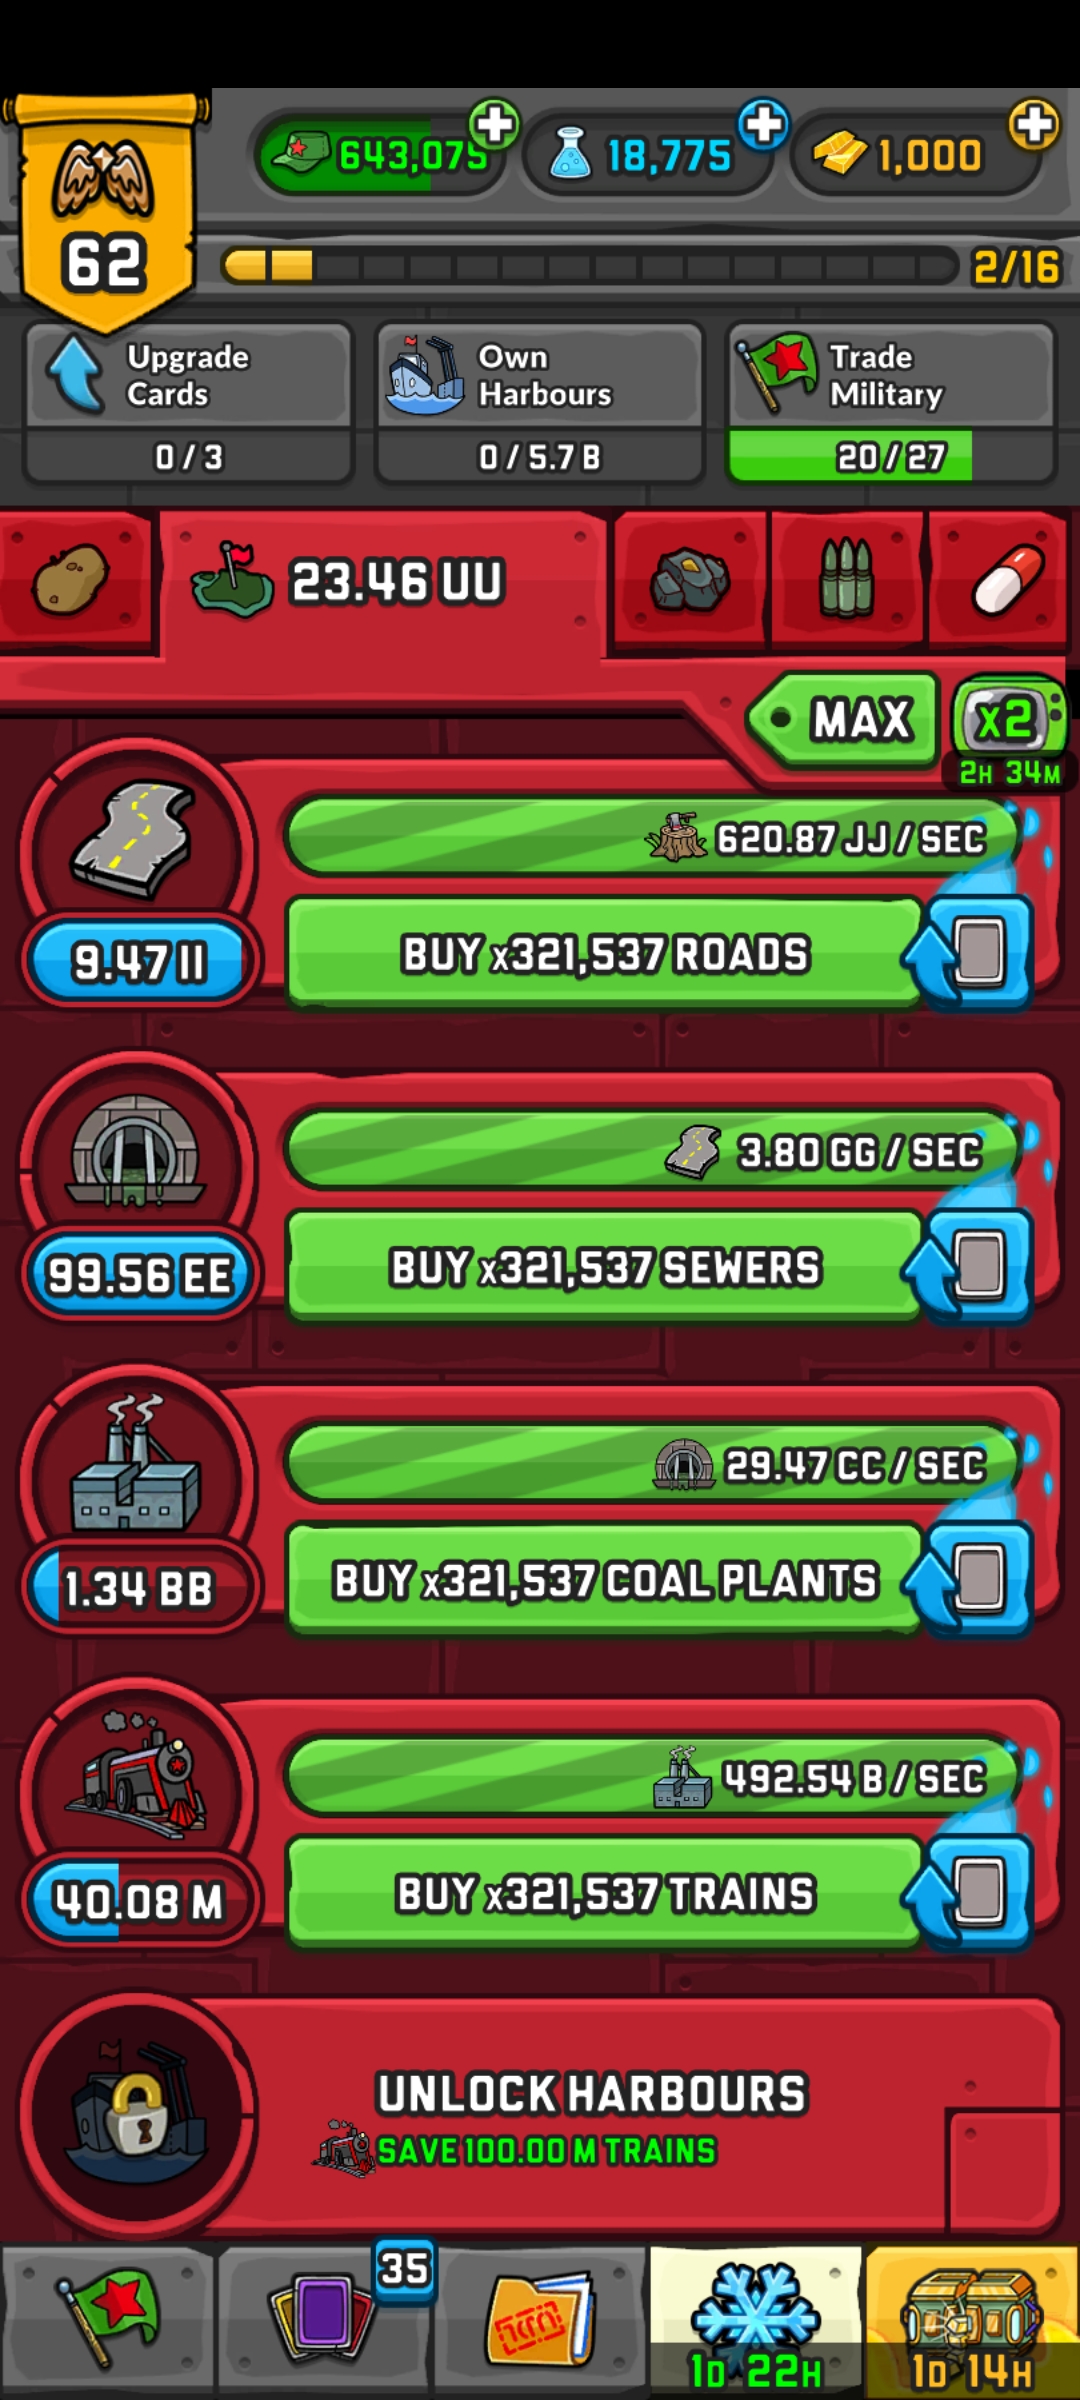 643,075
18,775
1,000
62
2/16
Upgrade
Cards
0 / 3
Own
Harbours
0 / 5.7 B
Trade
Military
20 / 27
23.46 UU
MAX
x2
2H 34M
620.87 JJ / SEC
9.47 II
BUY x321,537 ROADS
3.80 GG / SEC
99.56 EE
BUY x321,537 SEWERS
29.47 CC / SEC
1.34 BB
BUY x321,537 COAL PLANTS
492.54 B / SEC
40.08 M
BUY x321,537 TRAINS
UNLOCK HARBOURS
SAVE 100.00 M TRAINS
35
1D 22H
1D 14H